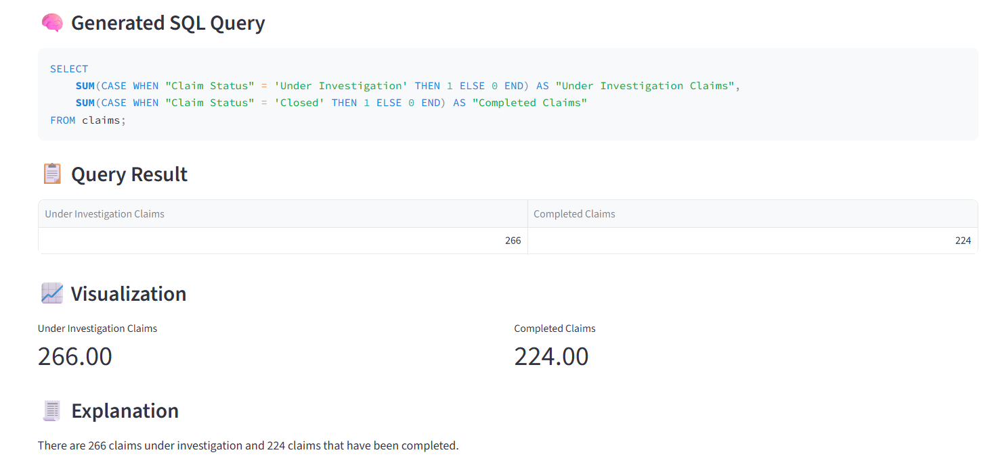 Generated SQL Query
SELECT
SUM(CASE WHEN "Claim Status" = 'Under Investigation' THEN 1 ELSE 0 END) AS "Under Investigation Claims",
SUM(CASE WHEN "Claim Status" = 'Closed' THEN 1 ELSE 0 END) AS "Completed Claims"
FROM claims;
Query Result
Under Investigation Claims Completed Claims
266 224
Visualization
Under Investigation Claims Completed Claims
266.00 224.00
Explanation
There are 266 claims under investigation and 224 claims that have been completed.